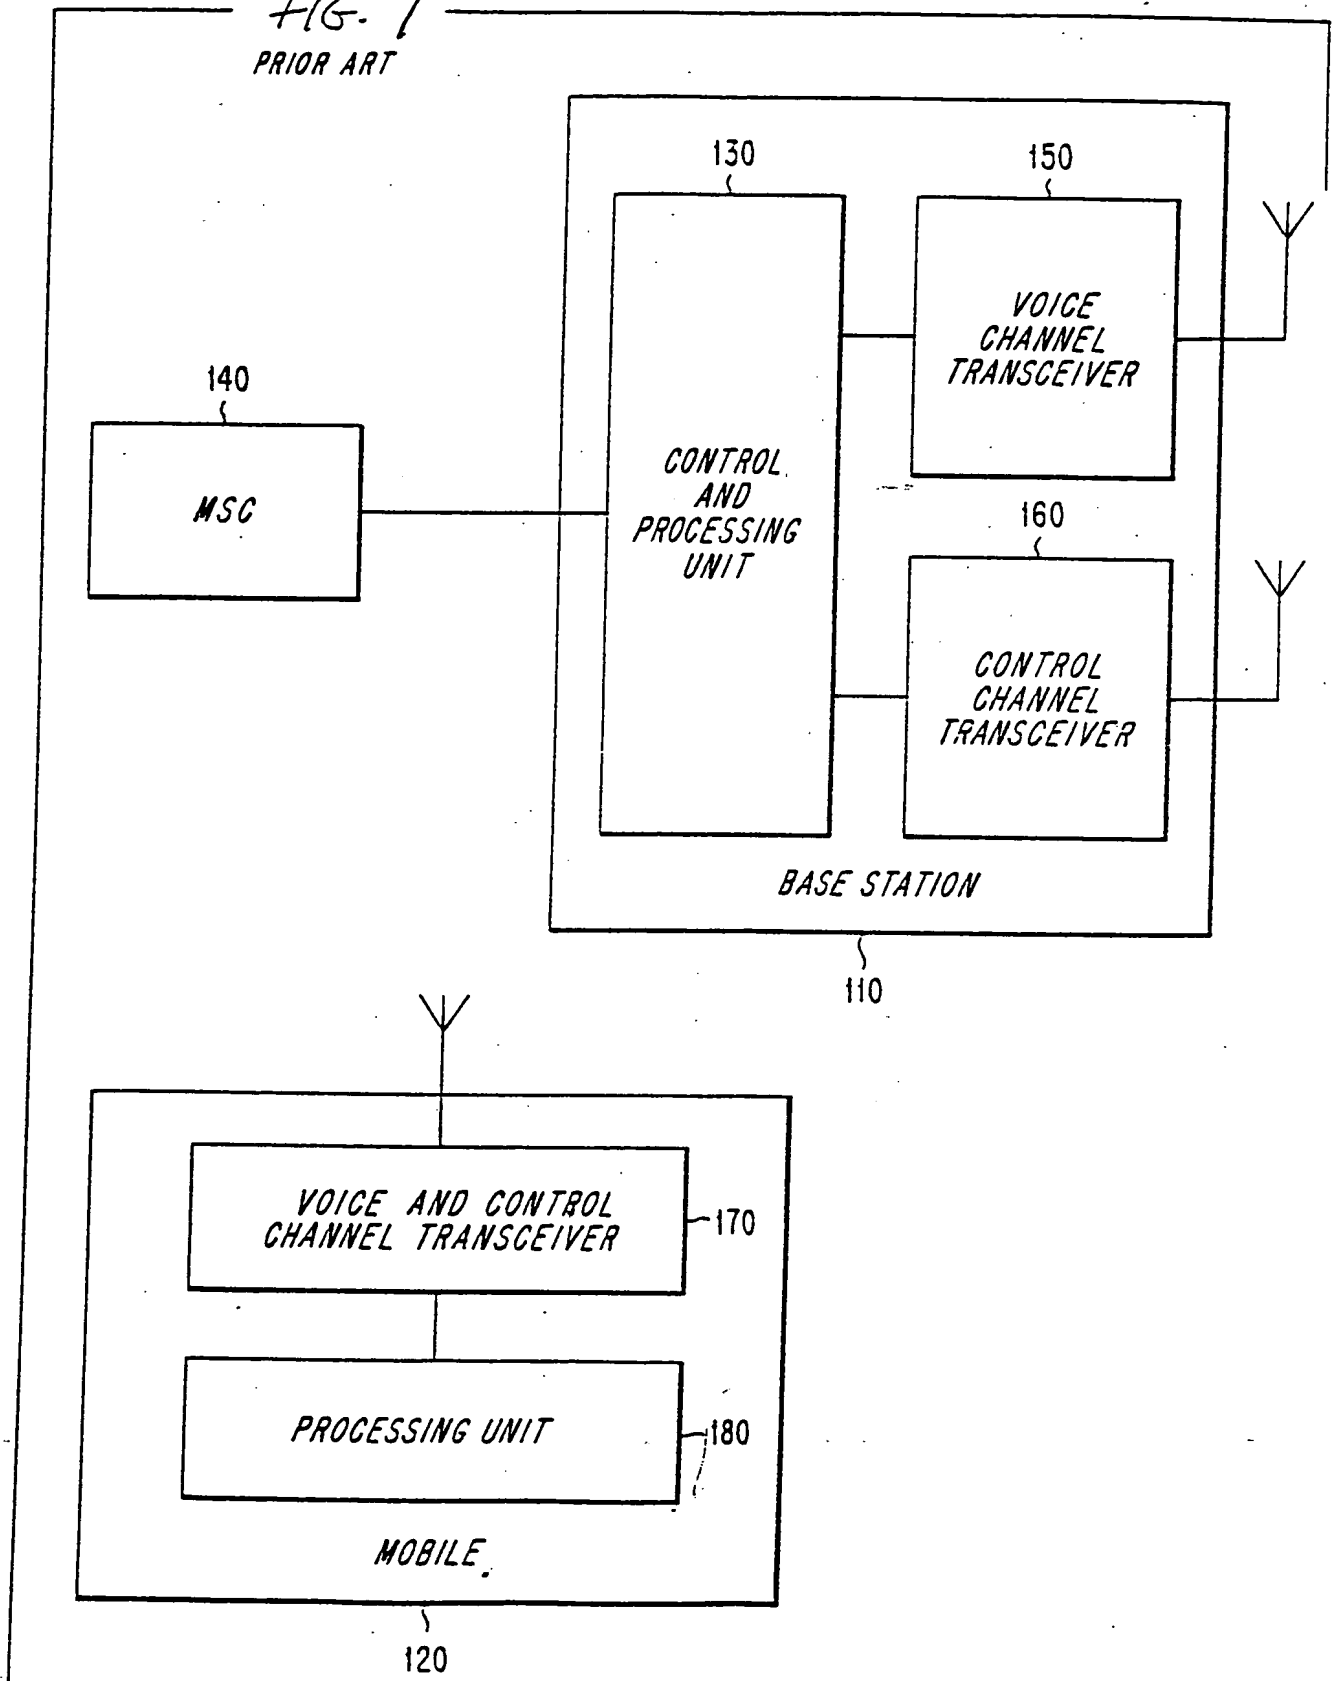 FIG. 1
PRIOR ART
130
150
VOICE
CHANNEL
TRANSCEIVER
140
MSC
CONTROL
AND
PROCESSING
UNIT
160
CONTROL
CHANNEL
TRANSCEIVER
BASE STATION
110
VOICE AND CONTROL
CHANNEL TRANSCEIVER
170
PROCESSING UNIT
180
MOBILE
120